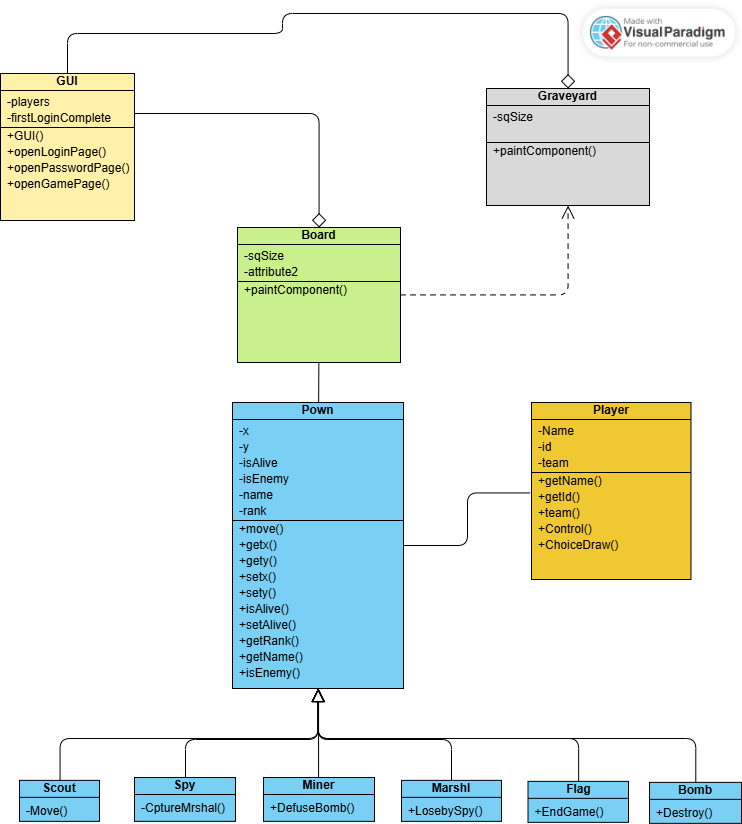 Made with
VisualParadigm
For non-commercial use
GUI
-players
-firstLoginComplete
+GUI()
+openLoginPage()
+openPasswordPage()
+openGamePage()
Graveyard
-sqSize
+paintComponent()
Board
-sqSize
-attribute2
+paintComponent()
Pown
-x
-y
-isAlive
-isEnemy
-name
-rank
+move()
+getx()
+gety()
+setx()
+sety()
+isAlive()
+setAlive()
+getRank()
+getName()
+isEnemy()
Player
-Name
-id
-team
+getName()
+getId()
+team()
+Control()
+ChoiceDraw()
Scout
-Move()
Spy
-CptureMrshal()
Miner
+DefuseBomb()
Marshl
+LosebySpy()
Flag
+EndGame()
Bomb
+Destroy()